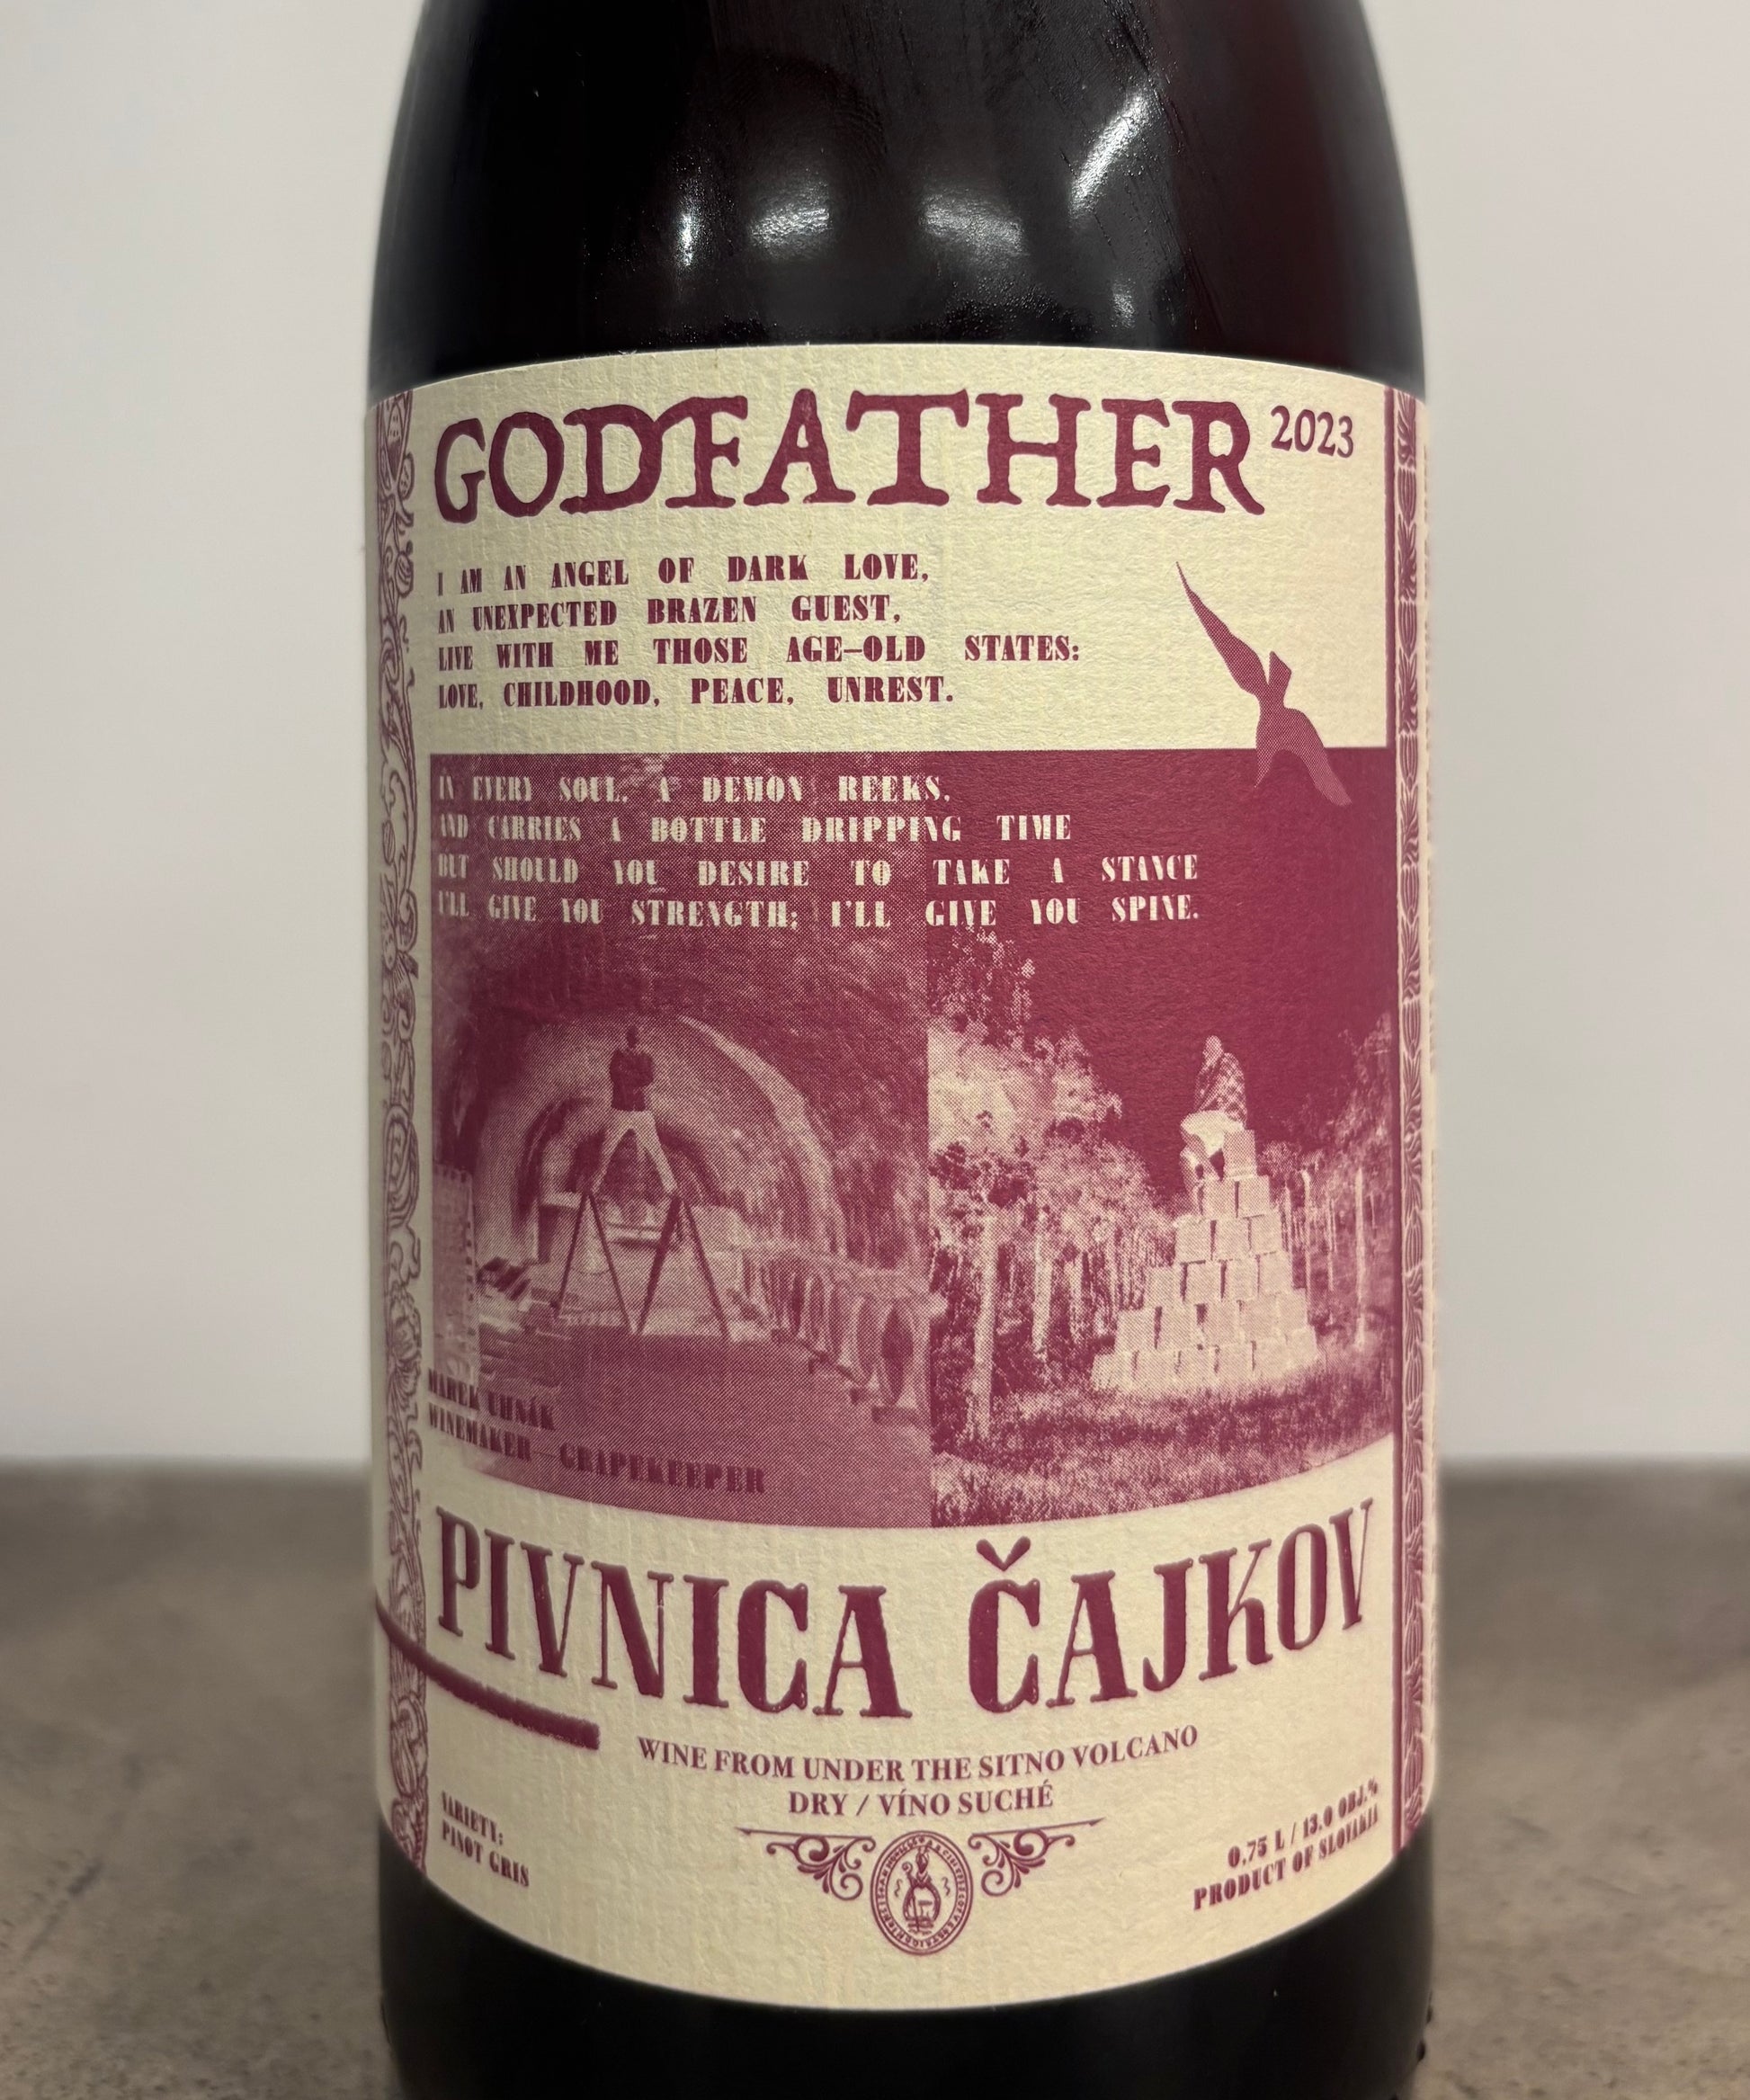 GODFATHER 2023
I AM AN ANGEL OF DARK LOVE,
AN UNEXPECTED BRAZEN GUEST,
LIVE WITH ME THOSE AGE–OLD STATES:
LOVE, CHILDHOOD, PEACE, UNREST.
IN EVERY SOUL, A DEMON REEKS,
AND CARRIES A BOTTLE DRIPPING TIME
BUT SHOULD YOU DESIRE TO TAKE A STANCE
I'LL GIVE YOU STRENGTH; I'LL GIVE YOU SPINE.
MAREK UHNÁK
WINEMAKER—GRAPEKEEPER
PIVNICA ČAJKOV
WINE FROM UNDER THE SITNO VOLCANO
DRY / VÍNO SUCHÉ
VARIETY:
PINOT GRIS
0.75 L / 13.0 OBJ.%
PRODUCT OF SLOVAKIA